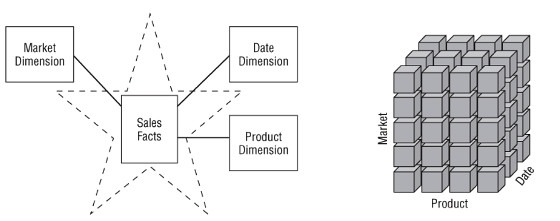 Market
Dimension
Date
Dimension
Sales
Facts
Product
Dimension
Market
Product
Date